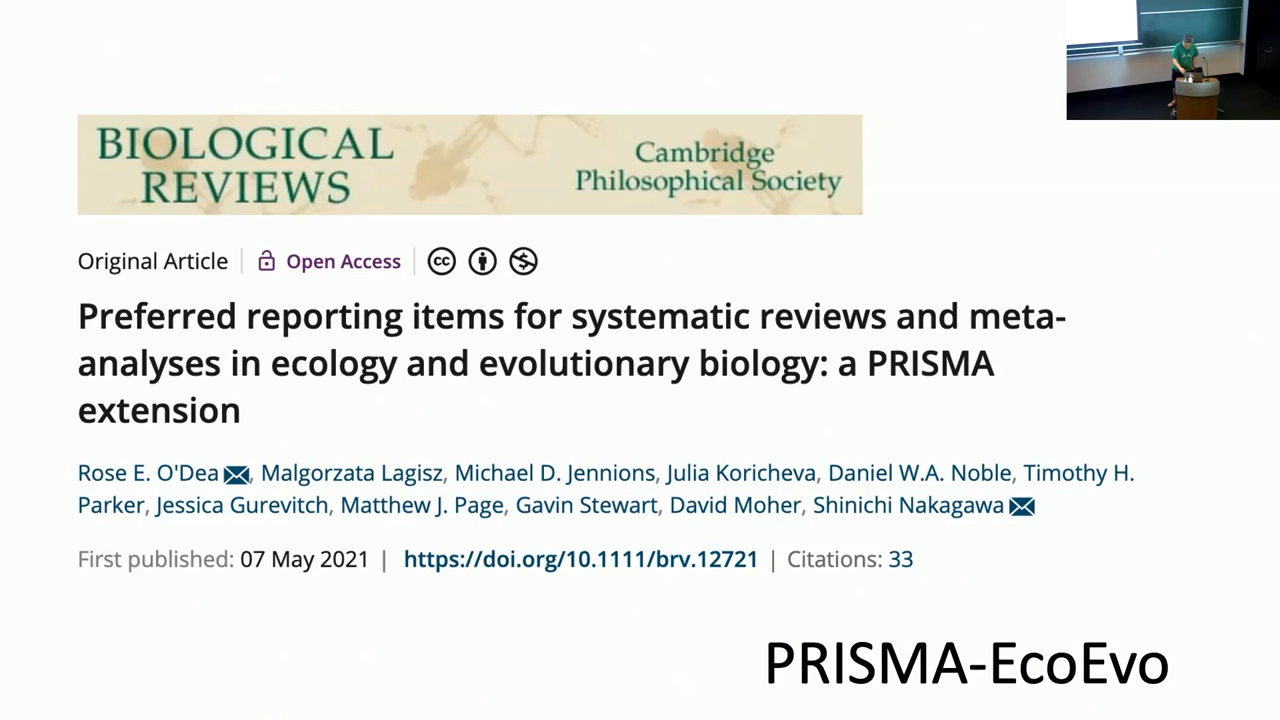 BIOLOGICAL
REVIEWS
Cambridge
Philosophical Society
Original Article | Open Access | cc
Preferred reporting items for systematic reviews and meta-
analyses in ecology and evolutionary biology: a PRISMA
extension
Rose E. O'Dea, Malgorzata Lagisz, Michael D. Jennions, Julia Koricheva, Daniel W.A. Noble, Timothy H.
Parker, Jessica Gurevitch, Matthew J. Page, Gavin Stewart, David Moher, Shinichi Nakagawa
First published: 07 May 2021 | https://doi.org/10.1111/brv.12721 | Citations: 33
PRISMA-EcoEvo